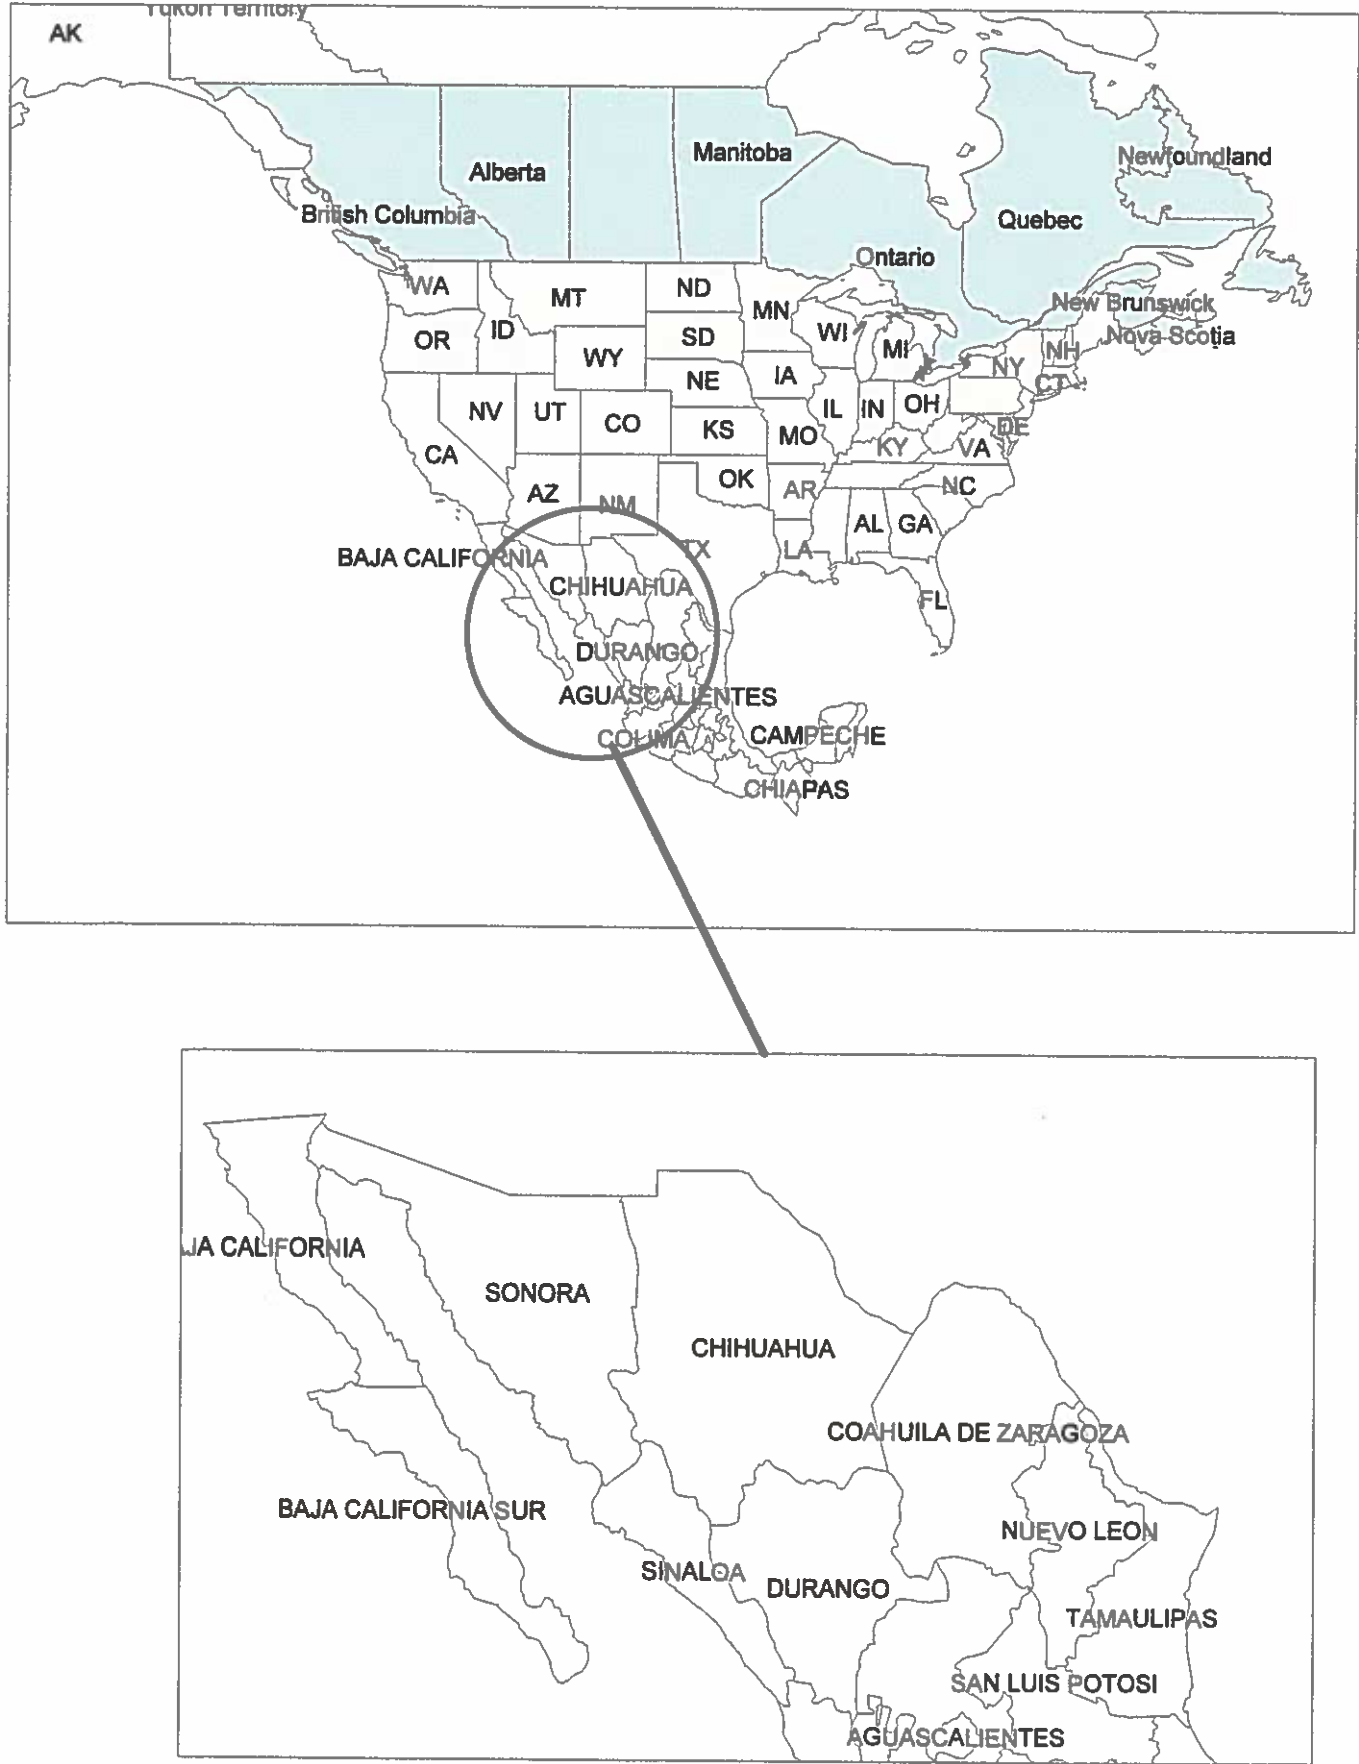 Yukon Territory
AK
Manitoba
Newfoundland
Alberta
British Columbia
Quebec
Ontario
WA
MT
ND
MN
New Brunswick
OR
ID
SD
WI
MI
Nova Scotia
WY
NE
IA
NY
NH
CT
NV
UT
CO
KS
MO
IL
IN
OH
DE
CA
KY
VA
AZ
NM
OK
AR
NC
TX
LA
AL
GA
BAJA CALIFORNIA
CHIHUAHUA
FL
DURANGO
AGUASCALIENTES
COLIMA
CAMPECHE
CHIAPAS
JA CALIFORNIA
SONORA
CHIHUAHUA
COAHUILA DE ZARAGOZA
BAJA CALIFORNIA SUR
NUEVO LEON
SINALOA
DURANGO
TAMAULIPAS
SAN LUIS POTOSI
AGUASCALIENTES